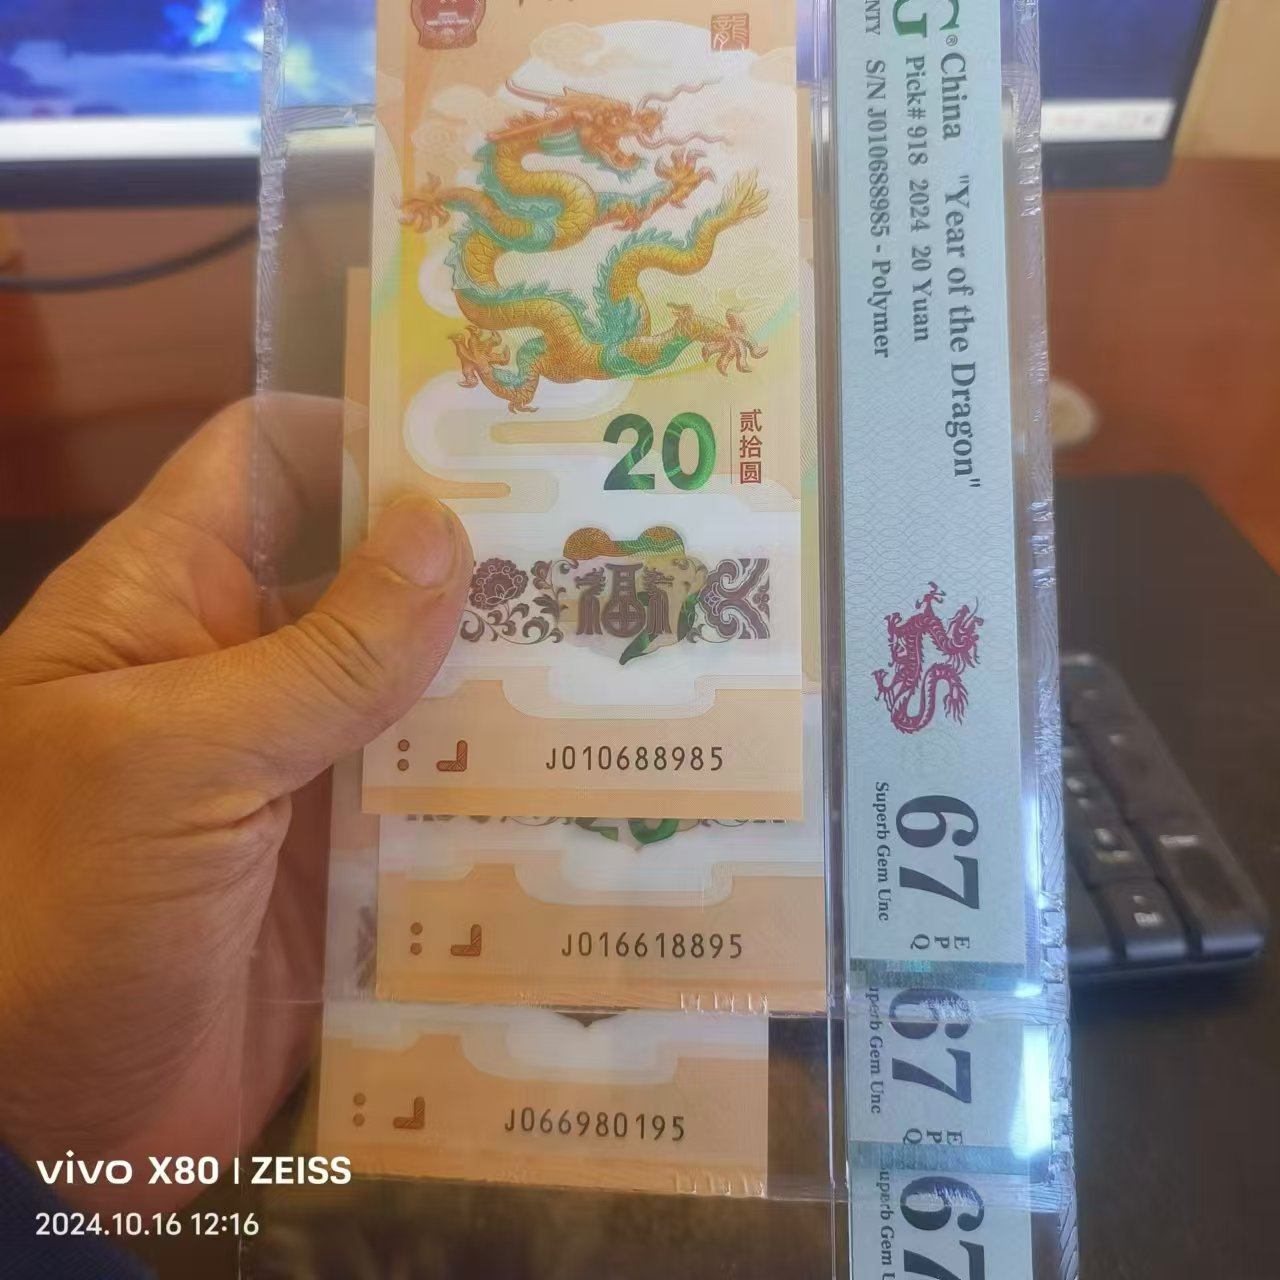 龍
20
贰拾圆
福
J010688985
J016618895
J066980195
G® China "Year of the Dragon"
Pick# 918 2024 20 Yuan
S/N J010688985 - Polymer
67 EPQ
Superb Gem Unc
67 EPQ
Superb Gem Unc
67
vivo X80 | ZEISS
2024.10.16 12:16